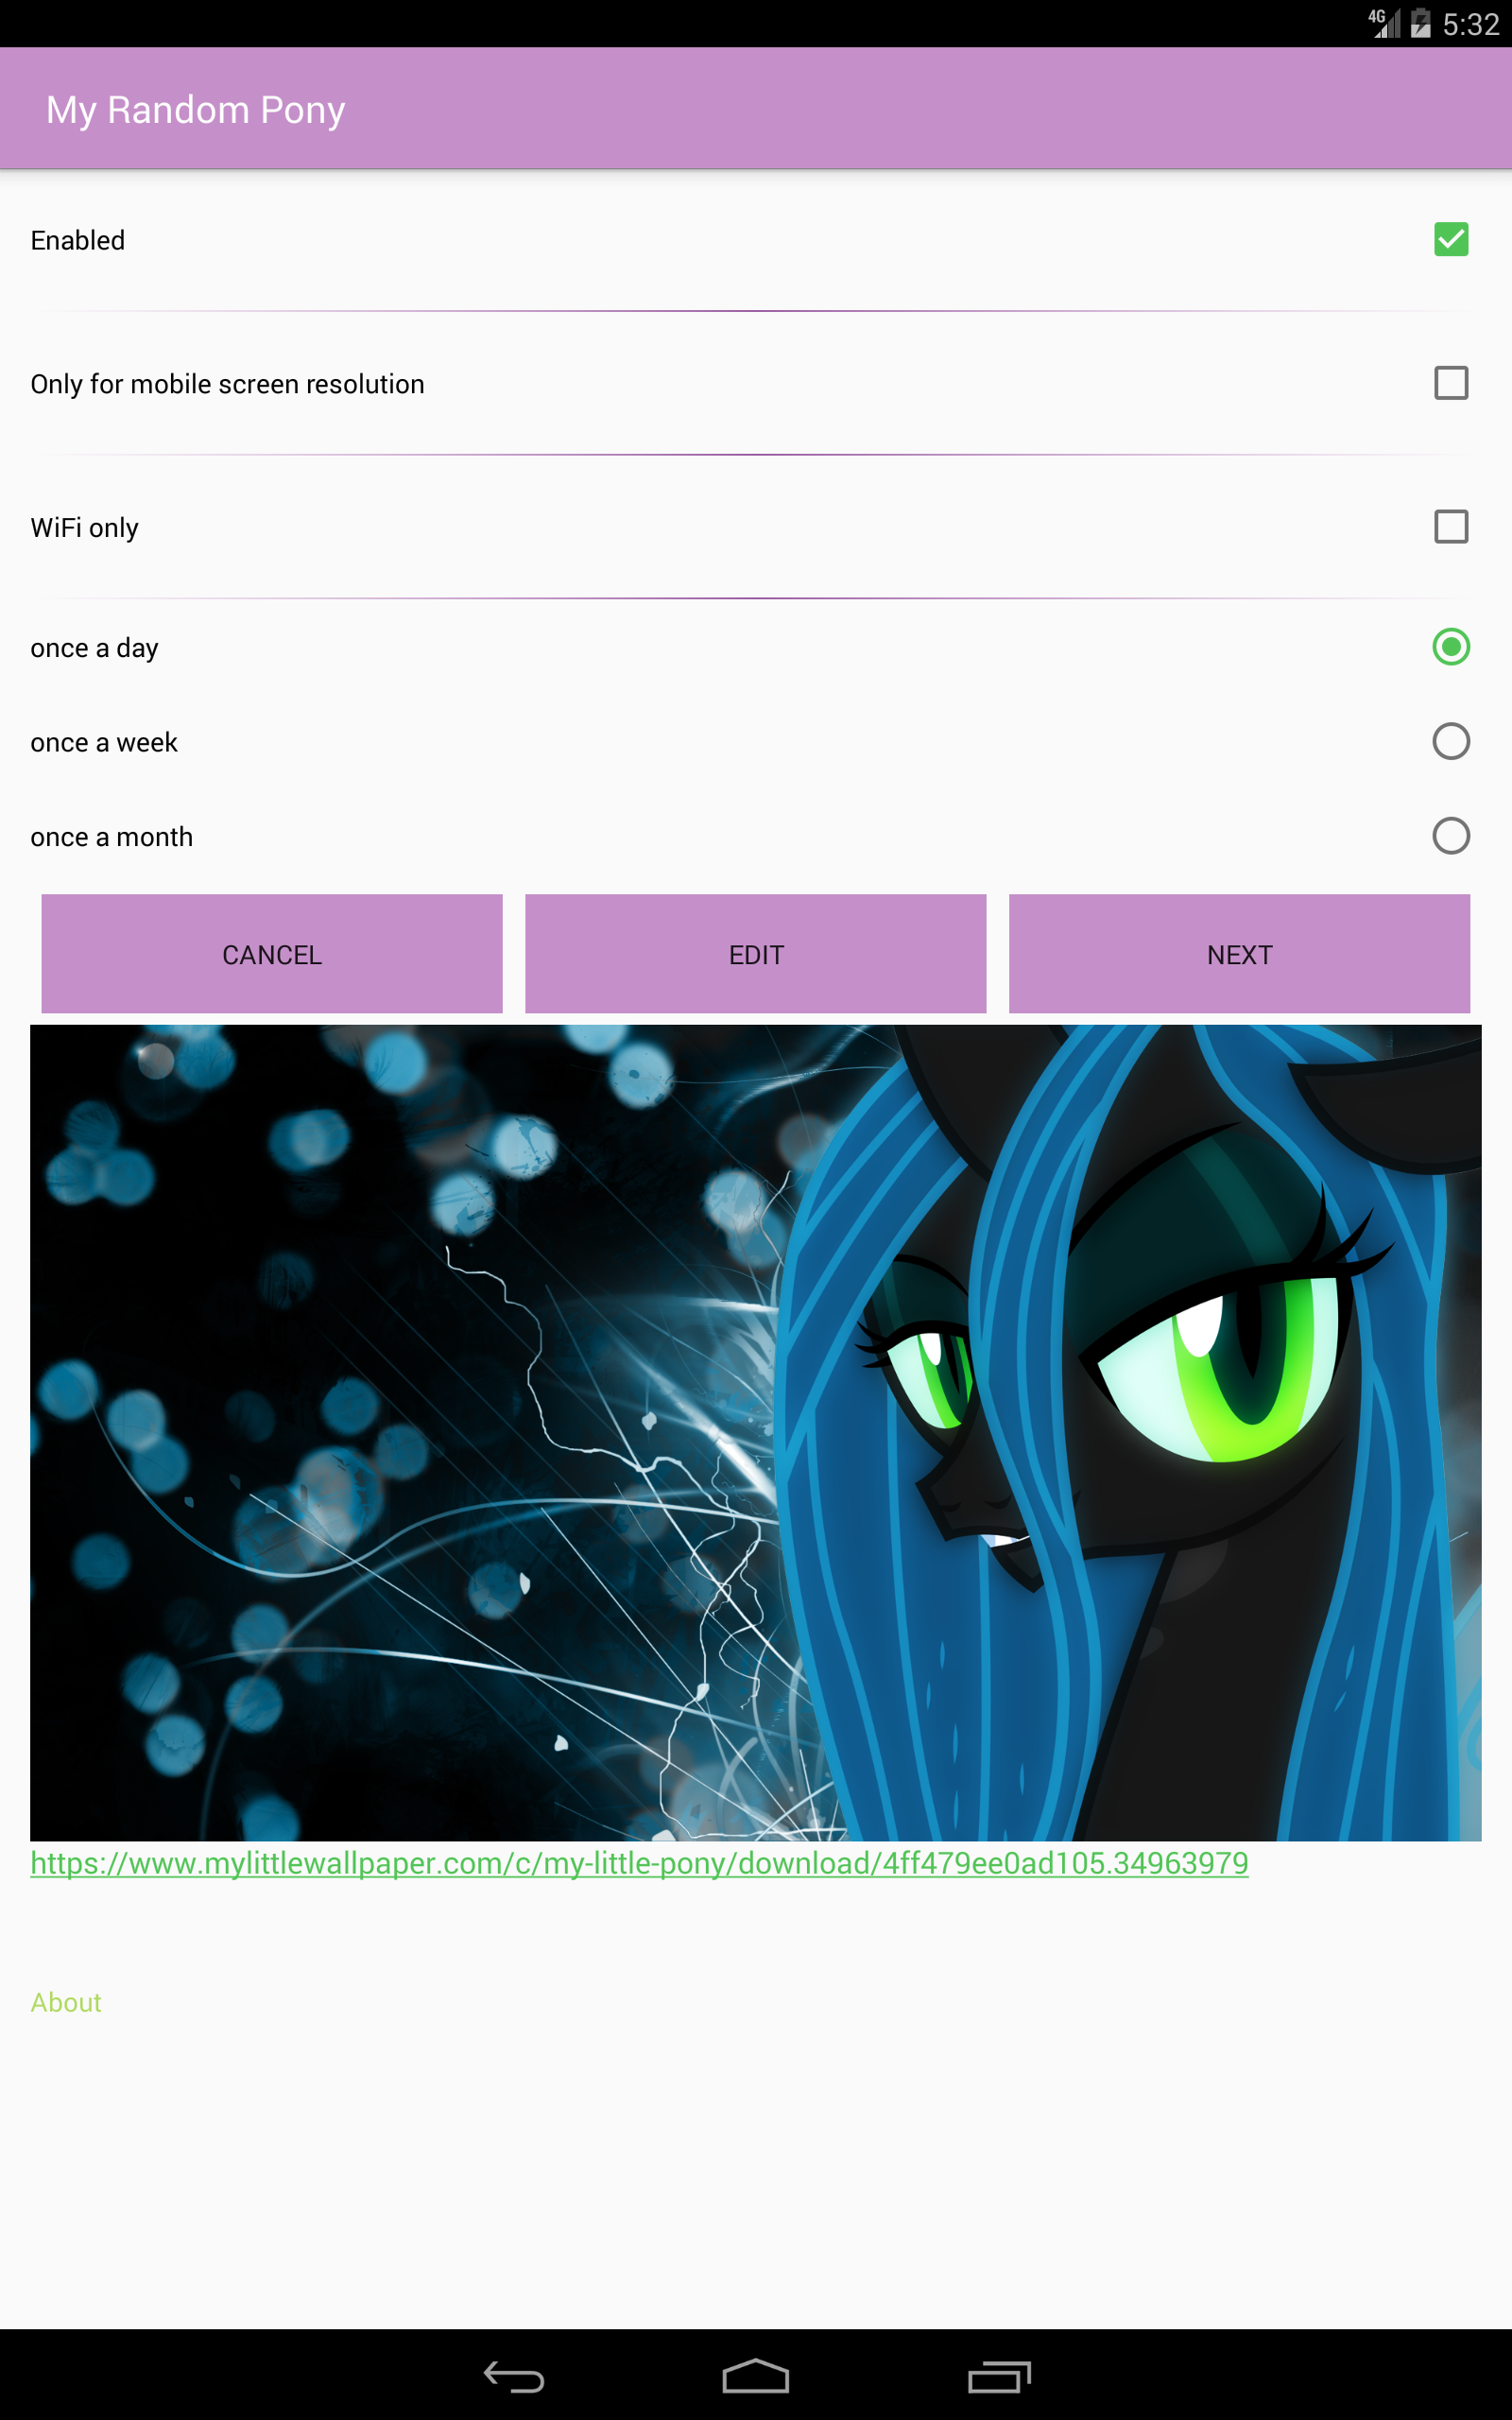 4G 5:32
My Random Pony
Enabled
Only for mobile screen resolution
WiFi only
once a day
once a week
once a month
CANCEL EDIT NEXT
https://www.mylittlewallpaper.com/c/my-little-pony/download/4ff479ee0ad105.34963979
About